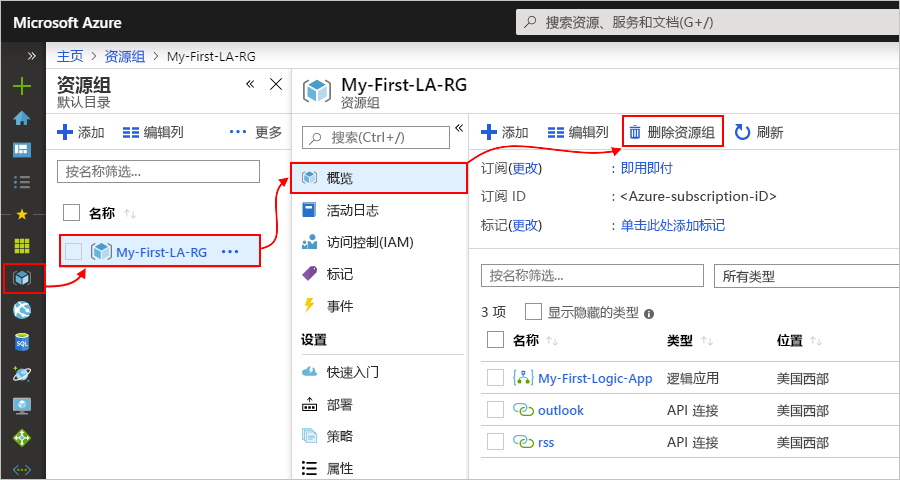 Microsoft Azure
搜索资源、服务和文档(G+/)
主页 > 资源组 > My-First-LA-RG
资源组
默认目录
添加 编辑列 ··· 更多
按名称筛选...
名称
My-First-LA-RG ···
My-First-LA-RG
资源组
搜索(Ctrl+/)
概览
活动日志
访问控制(IAM)
标记
事件
设置
快速入门
部署
策略
属性
添加 编辑列 删除资源组 刷新
订阅(更改) : 即用即付
订阅 ID : <Azure-subscription-iD>
标记(更改) : 单击此处添加标记
按名称筛选... 所有类型
3 项 显示隐藏的类型
名称 类型 位置
My-First-Logic-App 逻辑应用 美国西部
outlook API 连接 美国西部
rss API 连接 美国西部
SQL